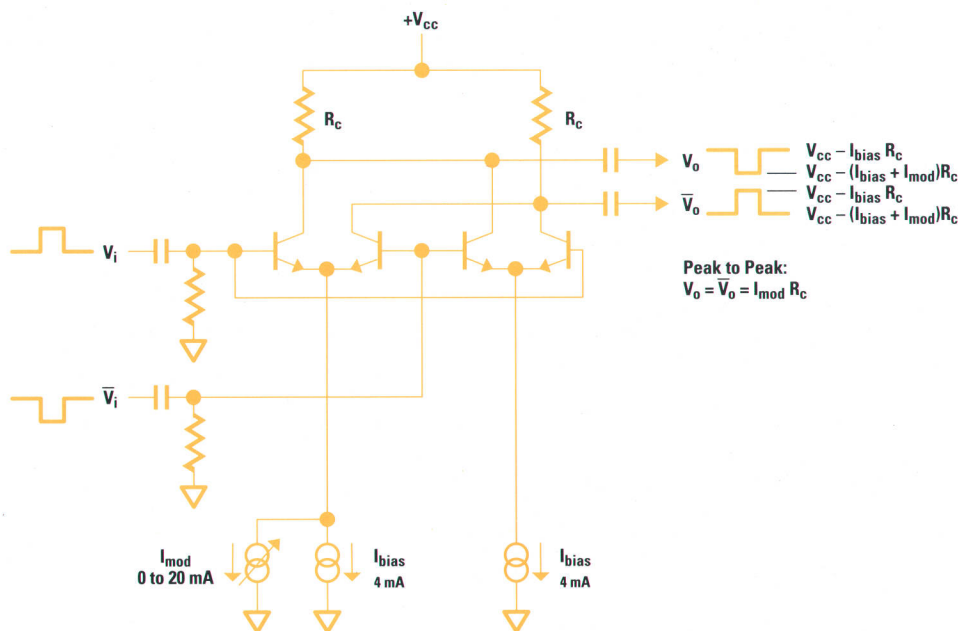 +Vcc
Rc
Rc
Vo
Vcc – Ibias Rc
Vcc – (Ibias + Imod)Rc
V̅o
Vcc – Ibias Rc
Vcc – (Ibias + Imod)Rc
Vi
Peak to Peak:
Vo = V̅o = Imod Rc
V̅i
Imod
0 to 20 mA
Ibias
4 mA
Ibias
4 mA